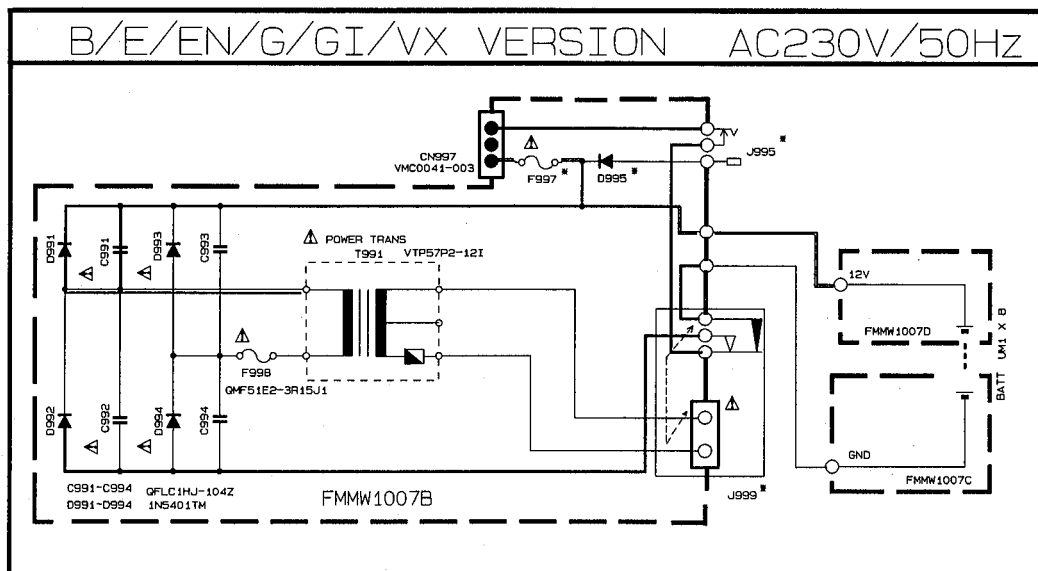 B/E/EN/G/GI/VX VERSION AC230V/50Hz
CN997
VMC0041-003
F997*
D995*
J995*
D991
C991
D993
C993
POWER TRANS
T991 VTP57P2-12I
12V
FMMW1007D
BATT UM1 X 8
F998
QMF51E2-3R15J1
D992
C992
D994
C994
GND
FMMW1007C
C991~C994 QFLC1HJ-104Z
D991~D994 1N5401TM
FMMW1007B
J999*